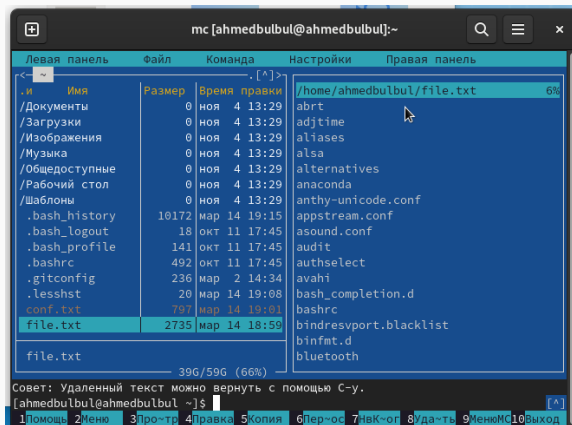 mc [ahmedbulbul@ahmedbulbul]:~
Левая панель Файл Команда Настройки Правая панель
<— ~ .[^]>
.и Имя Размер Время правки /home/ahmedbulbul/file.txt 6%
/Документы 0 ноя 4 13:29 abrt
/Загрузки 0 ноя 4 13:29 adjtime
/Изображения 0 ноя 4 13:29 aliases
/Музыка 0 ноя 4 13:29 alsa
/Общедоступные 0 ноя 4 13:29 alternatives
/Рабочий стол 0 ноя 4 13:29 anaconda
/Шаблоны 0 ноя 4 13:29 anthy-unicode.conf
.bash_history 10172 мар 14 19:15 appstream.conf
.bash_logout 18 окт 11 17:45 asound.conf
.bash_profile 141 окт 11 17:45 audit
.bashrc 492 окт 11 17:45 authselect
.gitconfig 236 мар 2 14:34 avahi
.lesshst 20 мар 14 19:08 bash_completion.d
conf.txt 797 мар 14 19:01 bashrc
file.txt 2735 мар 14 18:59 bindresvport.blacklist
binfmt.d
file.txt bluetooth
39G/59G (66%)
Совет: Удаленный текст можно вернуть с помощью C-y.
[ahmedbulbul@ahmedbulbul ~]$ [^]
1Помощь 2Меню 3Про~тр 4Правка 5Копия 6Пер~ос 7НвК~ог 8Уда~ть 9МенюMC 10Выход